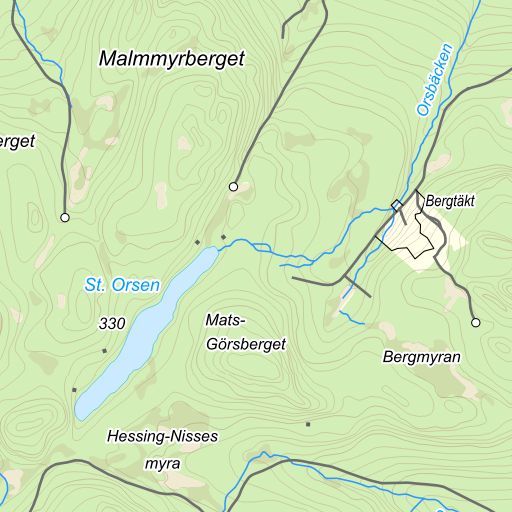 Malmmyrberget
Orsbäcken
erget
Bergtäkt
St. Orsen
330
Mats-
Görsberget
Bergmyran
Hessing-Nisses
myra